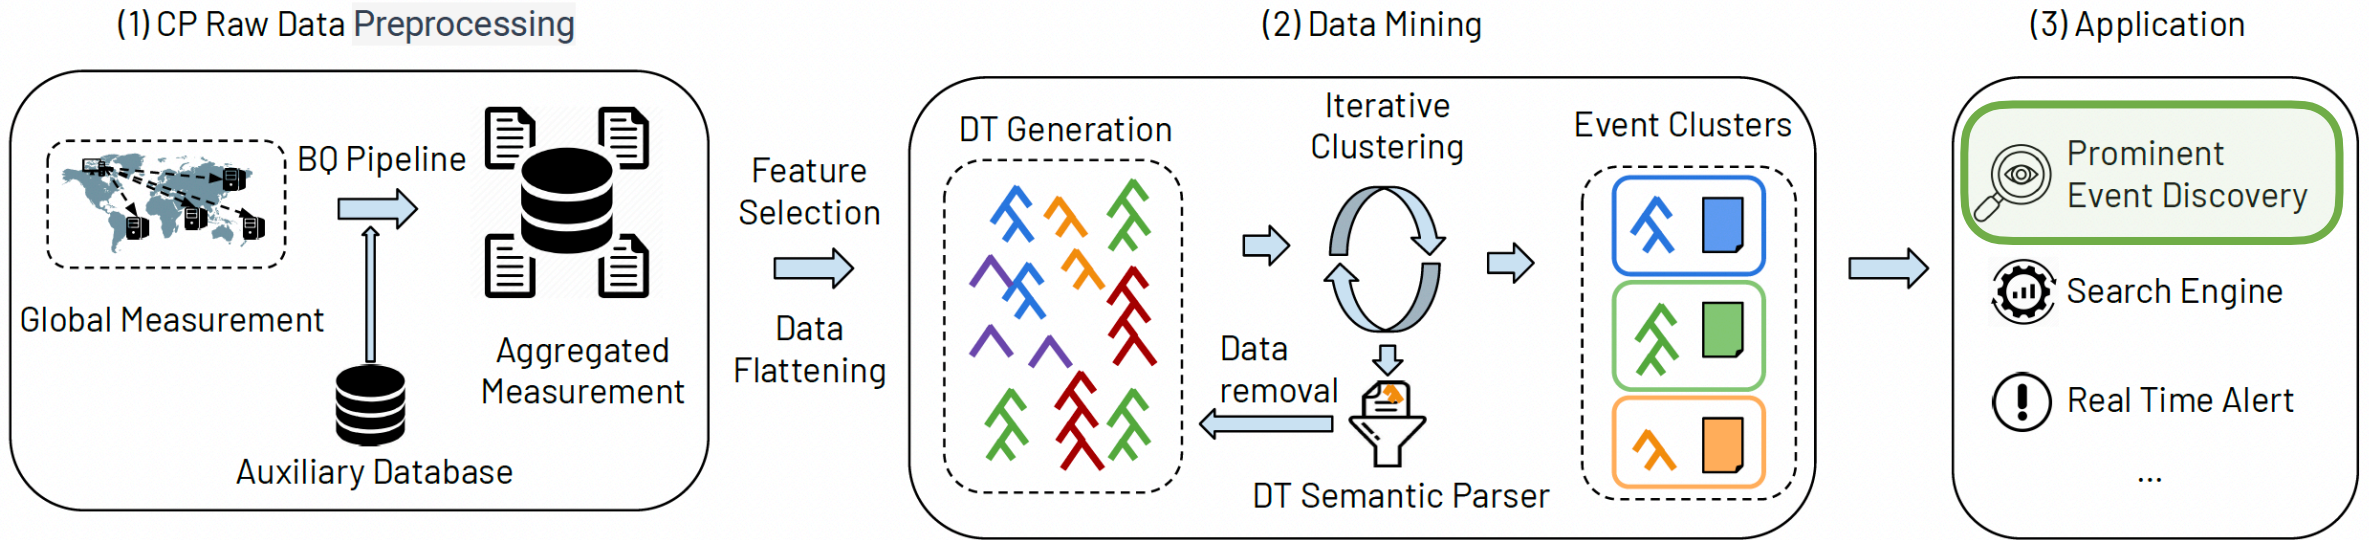 (1) CP Raw Data Preprocessing
(2) Data Mining
(3) Application
BQ Pipeline
Global Measurement
Aggregated
Measurement
Auxiliary Database
Feature
Selection
Data
Flattening
DT Generation
Iterative
Clustering
Event Clusters
Data
removal
DT Semantic Parser
Prominent
Event Discovery
Search Engine
Real Time Alert
...